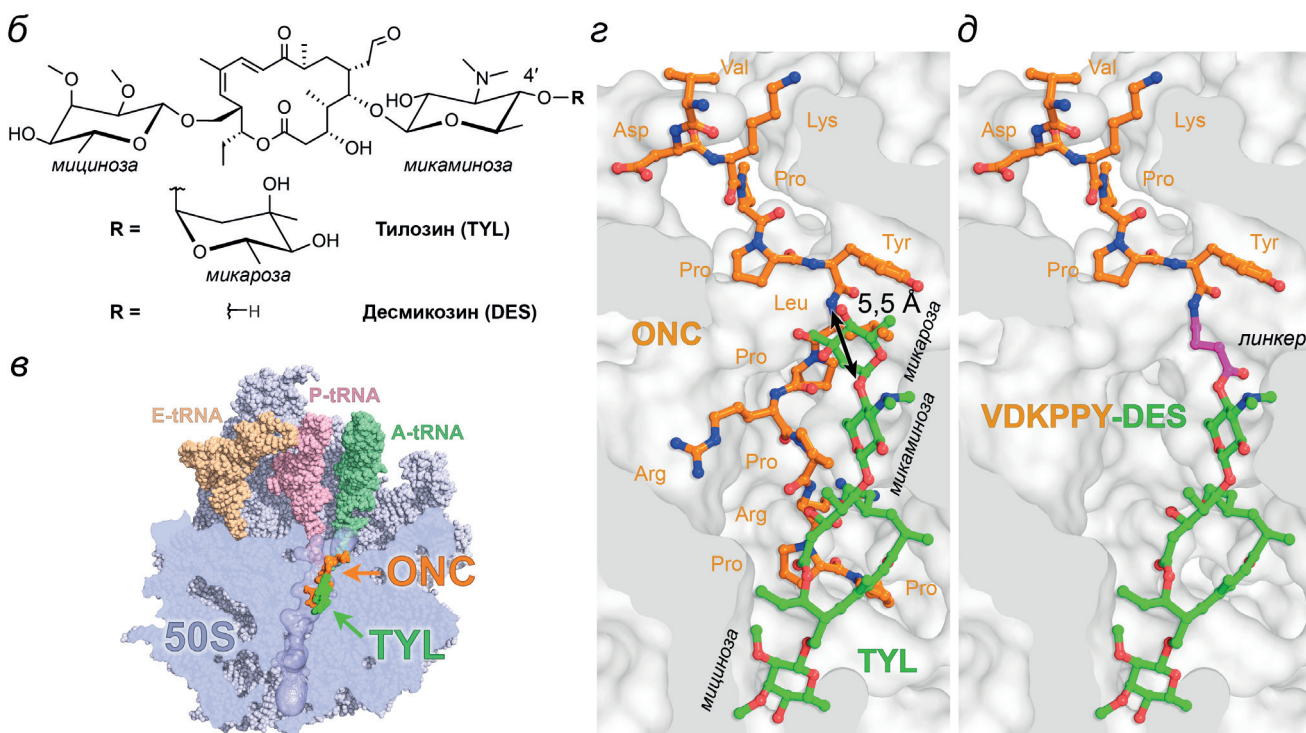 б
O
O
O
O
O
HO
O
O
O
O
O
OH
O
HO
N
4'
O
O—R
мициноза
микаминоза
R =
OH
O
OH
микароза
Тилозин (TYL)
R =
H
Десмикозин (DES)
в
E-tRNA
P-tRNA
A-tRNA
ONC
TYL
50S
г
Val
Asp
Lys
Pro
Pro
Tyr
Leu
5,5 Å
ONC
Pro
микароза
Arg
Pro
микаминоза
Arg
Pro
Pro
TYL
мициноза
д
Val
Asp
Lys
Pro
Pro
Tyr
линкер
VDKPPY-DES